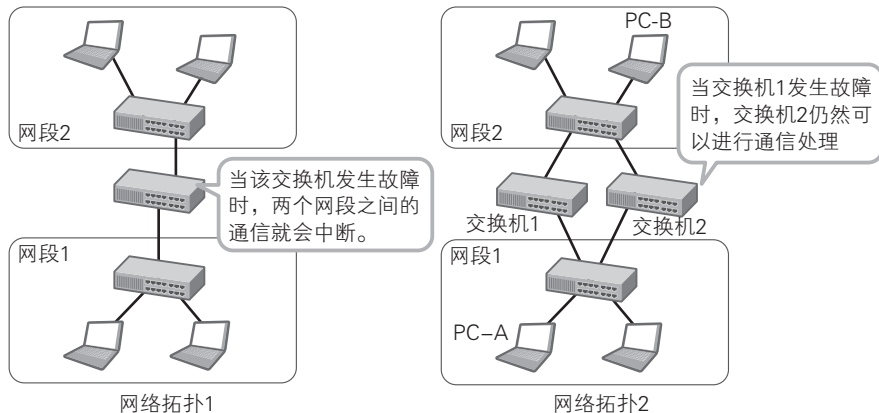 网段2
当该交换机发生故障
时，两个网段之间的
通信就会中断。
网段1
网络拓扑1
PC-B
当交换机1发生故障
时，交换机2仍然可
以进行通信处理
网段2
交换机1
交换机2
网段1
PC–A
网络拓扑2